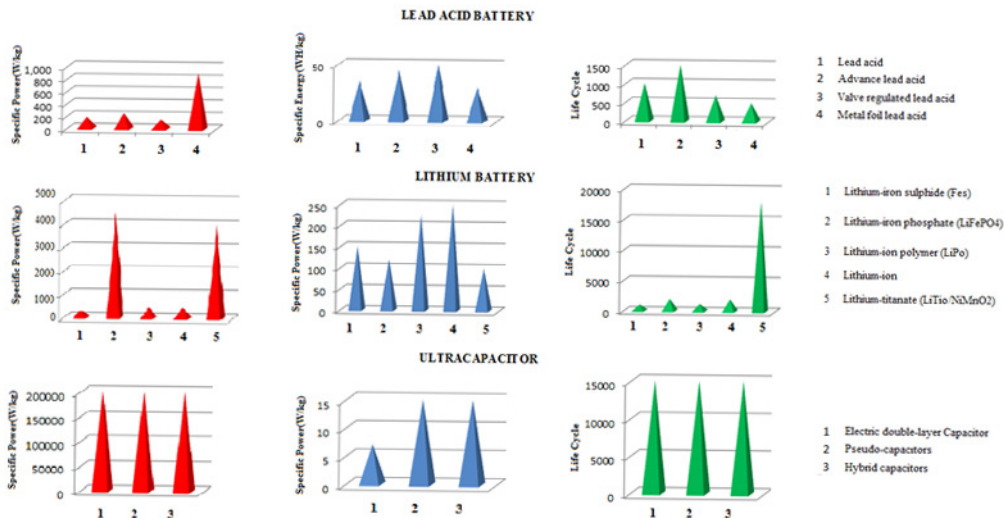 LEAD ACID BATTERY
Specific Power(W/kg)
1,000
800
600
400
200
0
1 2 3 4
Specific Energy(WH/kg)
50
0
1 2 3 4
Life Cycle
1500
1000
500
0
1 2 3 4
1 Lead acid
2 Advance lead acid
3 Valve regulated lead acid
4 Metal foil lead acid
LITHIUM BATTERY
Specific Power(W/kg)
5000
4000
3000
2000
1000
0
1 2 3 4 5
Specific Power(W/kg)
250
200
150
100
50
0
1 2 3 4 5
Life Cycle
20000
15000
10000
5000
0
1 2 3 4 5
1 Lithium-iron sulphide (Fes)
2 Lithium-iron phosphate (LiFePO4)
3 Lithium-ion polymer (LiPo)
4 Lithium-ion
5 Lithium-titanate (LiTio/NiMnO2)
ULTRACAPACITOR
Specific Power(W/kg)
200000
150000
100000
50000
0
1 2 3
Specific Power(W/kg)
15
10
5
0
1 2 3
Life Cycle
15000
10000
5000
0
1 2 3
1 Electric double-layer Capacitor
2 Pseudo-capacitors
3 Hybrid capacitors